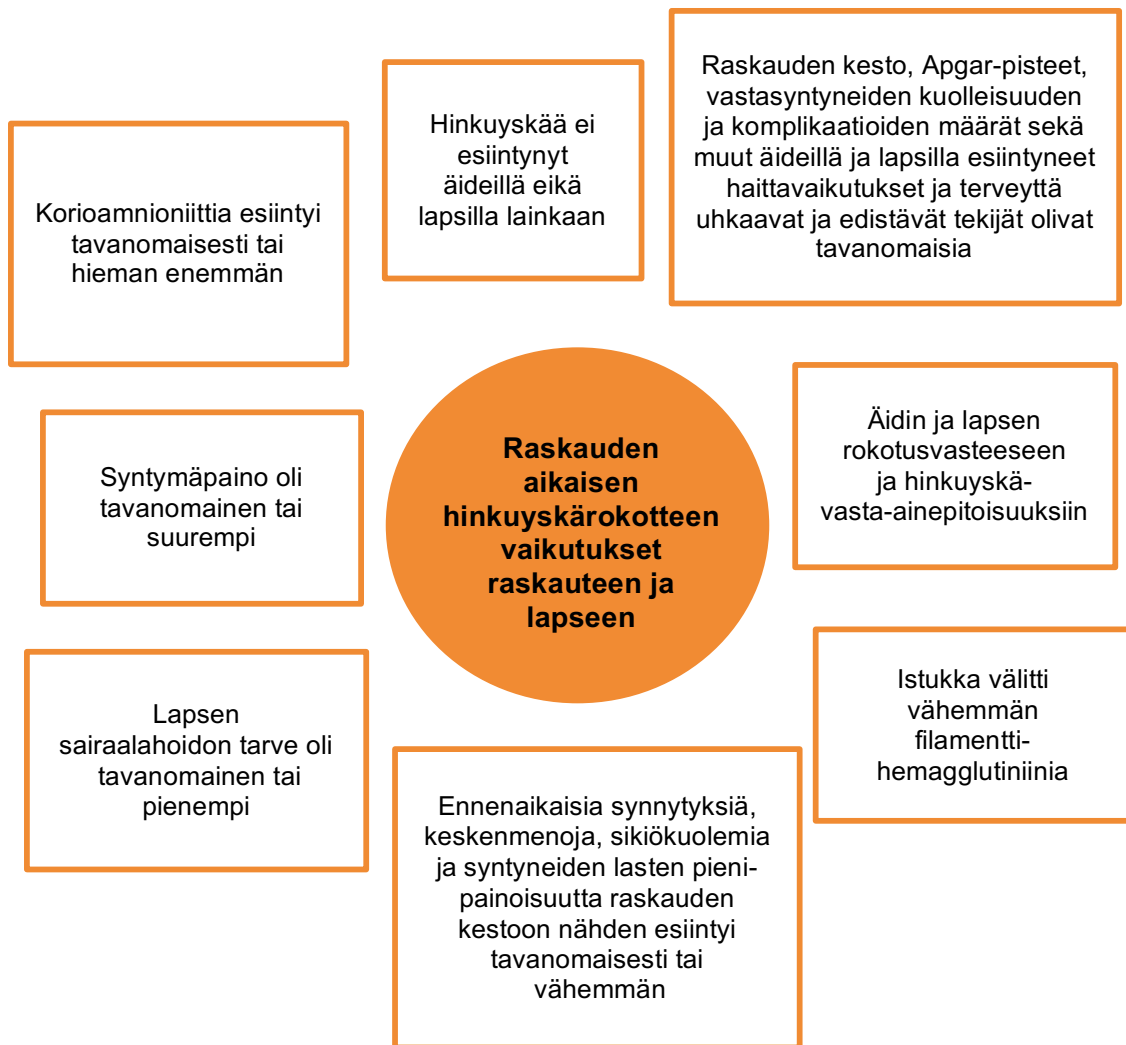 Raskauden kesto, Apgar-pisteet,
vastasyntyneiden kuolleisuuden
ja komplikaatioiden määrät sekä
muut äideillä ja lapsilla esiintyneet
haittavaikutukset ja terveyttä
uhkaavat ja edistävät tekijät olivat
tavanomaisia
Hinkuyskää ei
esiintynyt
äideillä eikä
lapsilla lainkaan
Korioamnioniittia esiintyi
tavanomaisesti tai
hieman enemmän
Äidin ja lapsen
rokotusvasteeseen
ja hinkuyskä-
vasta-ainepitoisuuksiin
Raskauden
aikaisen
hinkuyskärokotteen
vaikutukset
raskauteen ja
lapseen
Syntymäpaino oli
tavanomainen tai
suurempi
Istukka välitti
vähemmän
filamentti-
hemagglutiniinia
Lapsen
sairaalahoidon tarve oli
tavanomainen tai
pienempi
Ennenaikaisia synnytyksiä,
keskenmenoja, sikiökuolemia
ja syntyneiden lasten pieni-
painoisuutta raskauden
kestoon nähden esiintyi
tavanomaisesti tai
vähemmän